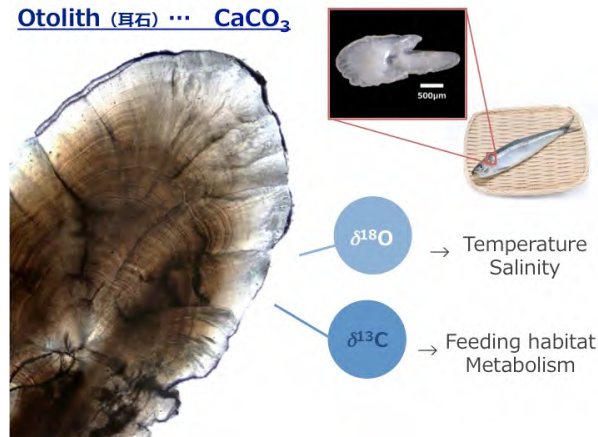 Otolith（耳石）… CaCO₃
500μm
δ¹⁸O → Temperature
Salinity
δ¹³C → Feeding habitat
Metabolism